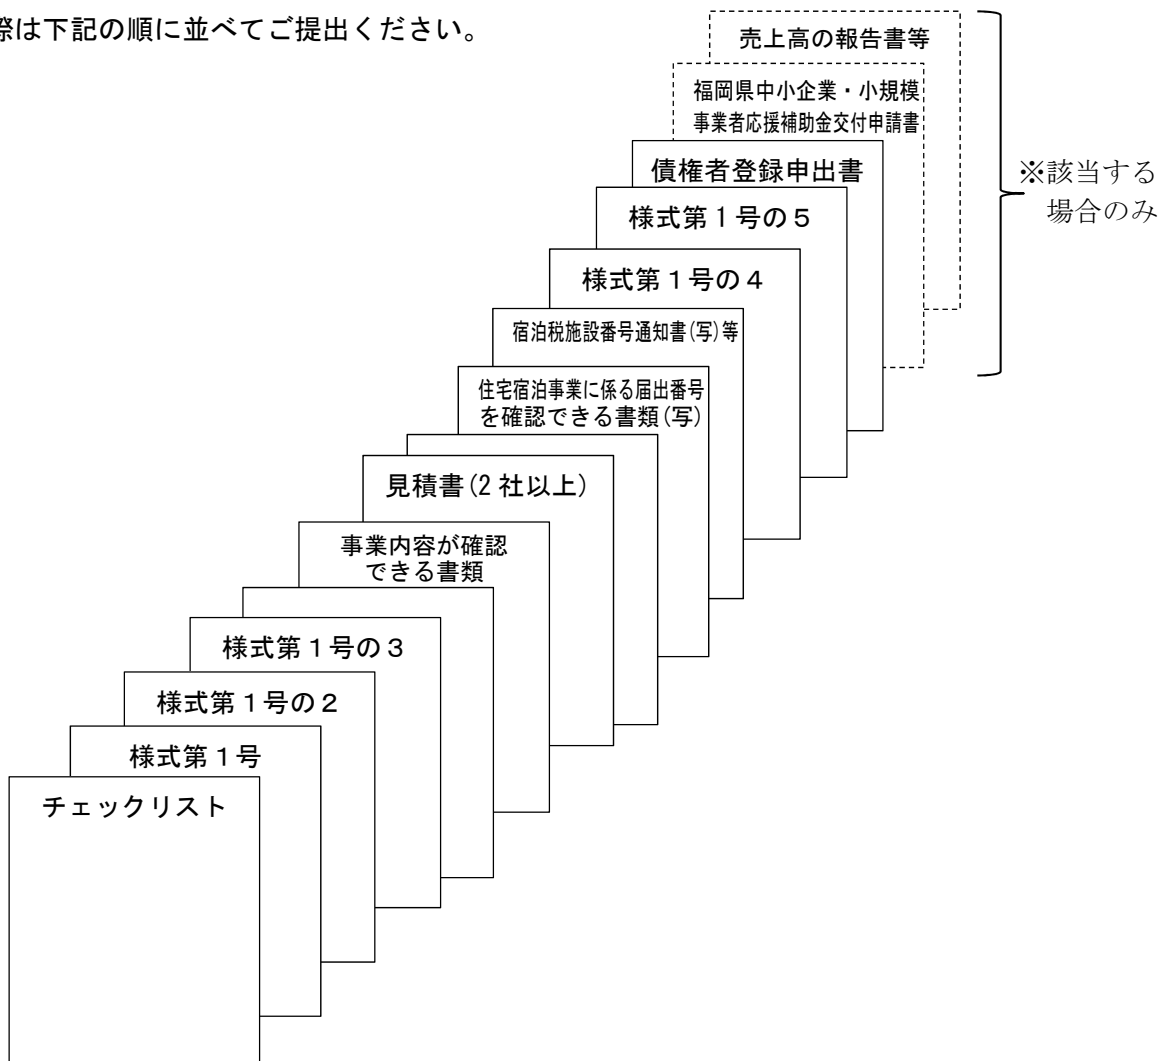 際は下記の順に並べてご提出ください。
売上高の報告書等
福岡県中小企業・小規模
事業者応援補助金交付申請書
債権者登録申出書
※該当する
場合のみ
様式第１号の５
様式第１号の４
宿泊税施設番号通知書(写)等
住宅宿泊事業に係る届出番号
を確認できる書類(写)
見積書(2 社以上)
事業内容が確認
できる書類
様式第１号の３
様式第１号の２
様式第１号
チェックリスト